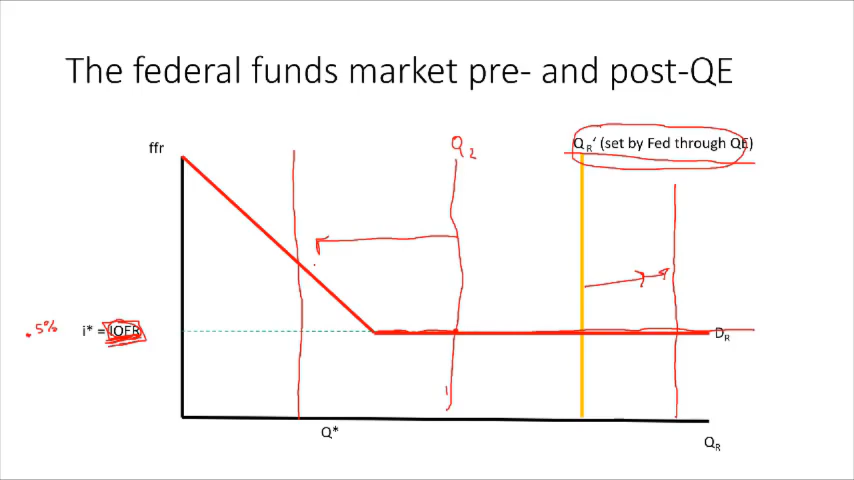 The federal funds market pre- and post-QE
ffr
Q2
QR‘ (set by Fed through QE)
.5%
i* = IOER
DR
Q*
QR